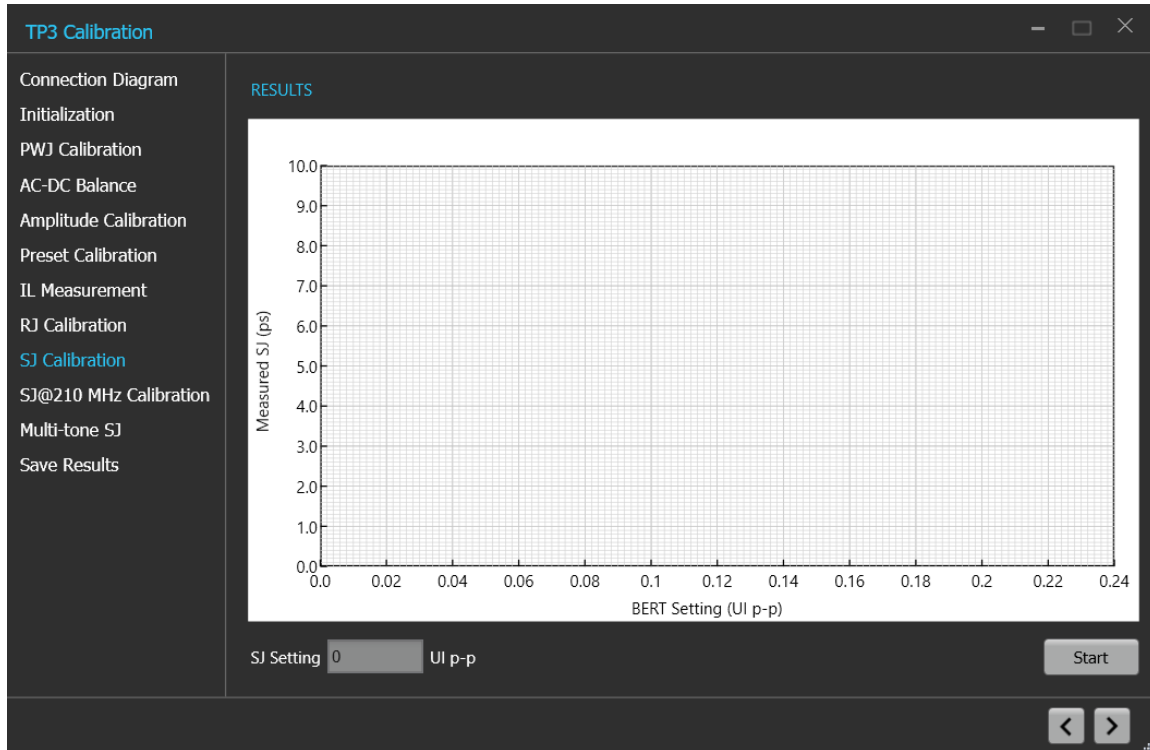 TP3 Calibration
Connection Diagram
Initialization
PWJ Calibration
AC-DC Balance
Amplitude Calibration
Preset Calibration
IL Measurement
RJ Calibration
SJ Calibration
SJ@210 MHz Calibration
Multi-tone SJ
Save Results
RESULTS
Measured SJ (ps)
10.0
9.0
8.0
7.0
6.0
5.0
4.0
3.0
2.0
1.0
0.0
0.0 0.02 0.04 0.06 0.08 0.1 0.12 0.14 0.16 0.18 0.2 0.22 0.24
BERT Setting (UI p-p)
SJ Setting 0 UI p-p
Start